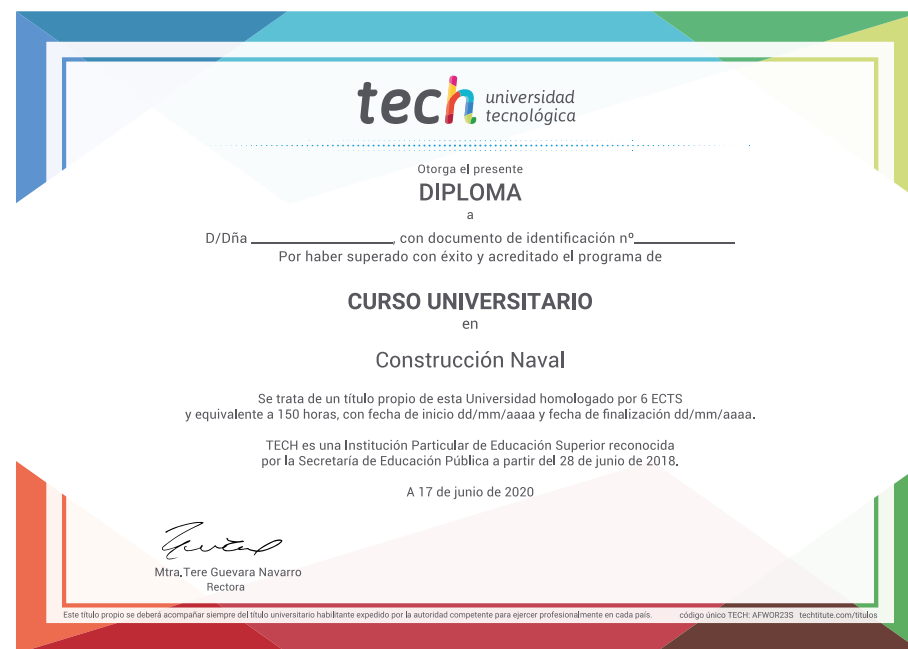 tech universidad
tecnológica
Otorga el presente
DIPLOMA
a
D/Dña ________________, con documento de identificación nº____________
Por haber superado con éxito y acreditado el programa de
CURSO UNIVERSITARIO
en
Construcción Naval
Se trata de un título propio de esta Universidad homologado por 6 ECTS
y equivalente a 150 horas, con fecha de inicio dd/mm/aaaa y fecha de finalización dd/mm/aaaa.
TECH es una Institución Particular de Educación Superior reconocida
por la Secretaría de Educación Pública a partir del 28 de junio de 2018.
A 17 de junio de 2020
Mtra.Tere Guevara Navarro
Rectora
Este título propio se deberá acompañar siempre del título universitario habilitante expedido por la autoridad competente para ejercer profesionalmente en cada país. código único TECH: AFWOR23S techtitute.com/titulos